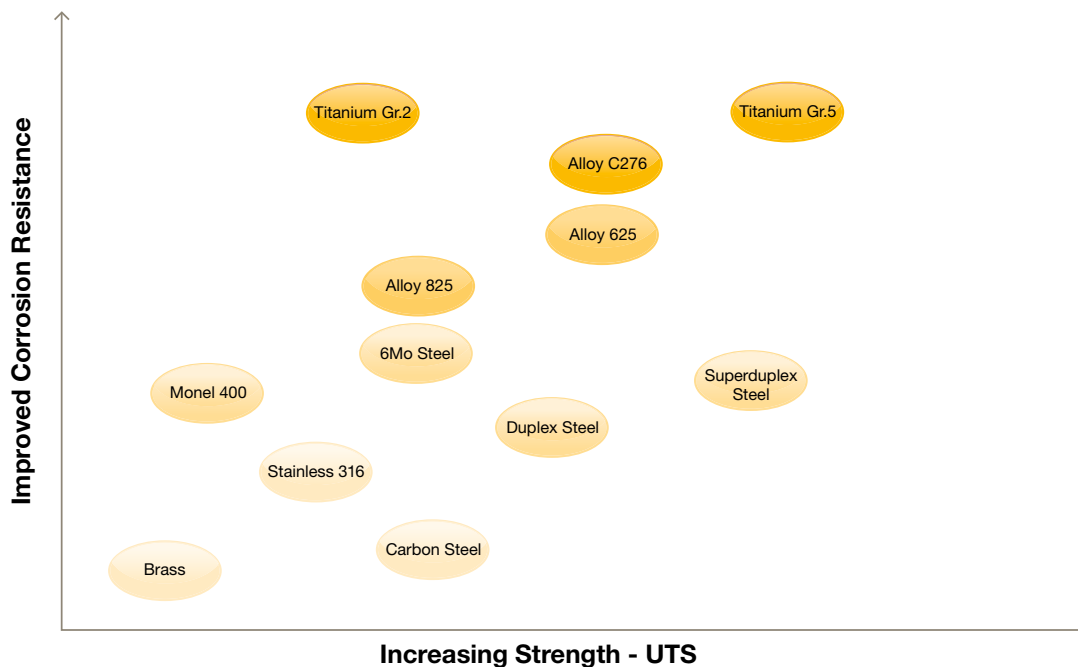 Improved Corrosion Resistance
Titanium Gr.2
Titanium Gr.5
Alloy C276
Alloy 625
Alloy 825
6Mo Steel
Superduplex
Steel
Monel 400
Duplex Steel
Stainless 316
Carbon Steel
Brass
Increasing Strength - UTS